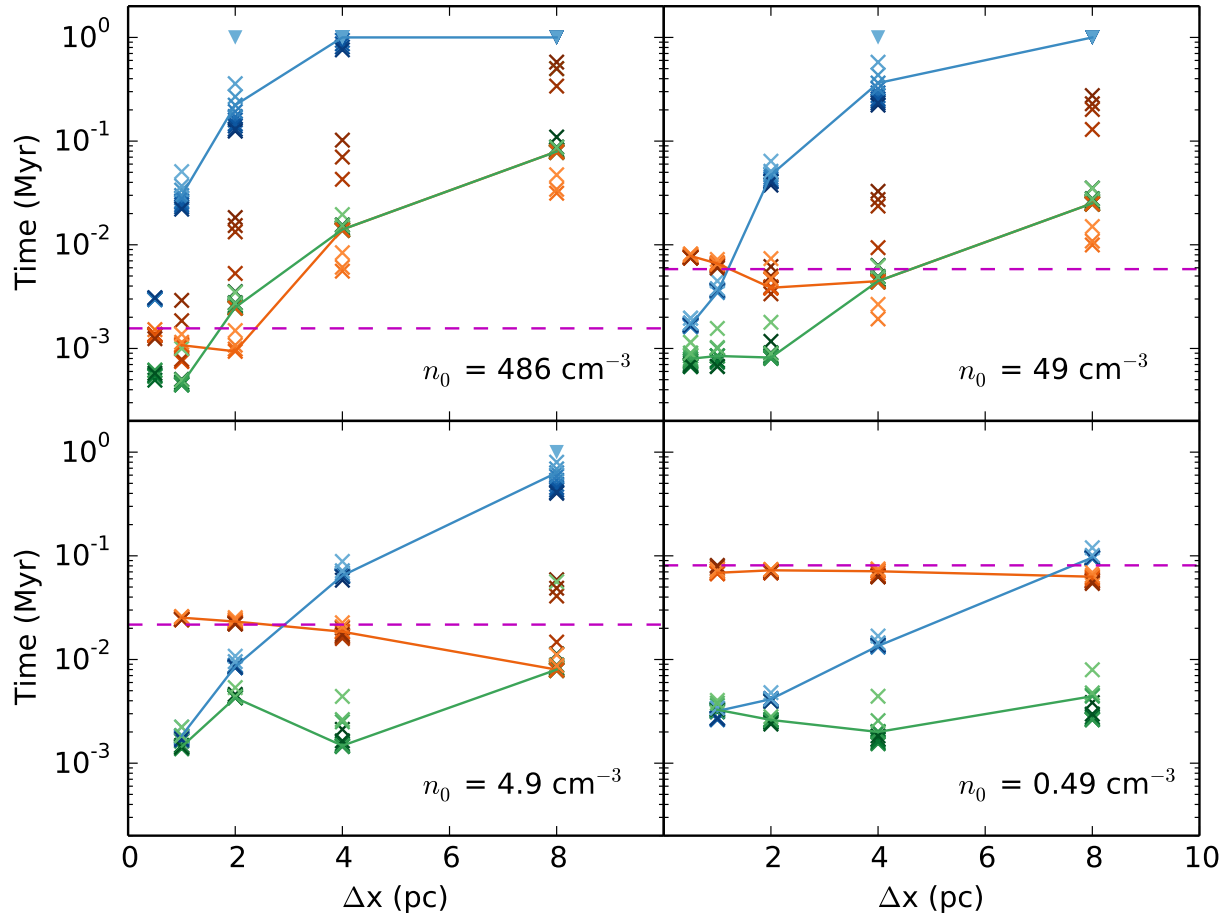 10⁰
10⁻¹
10⁻²
10⁻³
Time (Myr)
n₀ = 486 cm⁻³
n₀ = 49 cm⁻³
10⁰
10⁻¹
10⁻²
10⁻³
Time (Myr)
n₀ = 4.9 cm⁻³
n₀ = 0.49 cm⁻³
0 2 4 6 8 2 4 6 8 10
Δx (pc) Δx (pc)